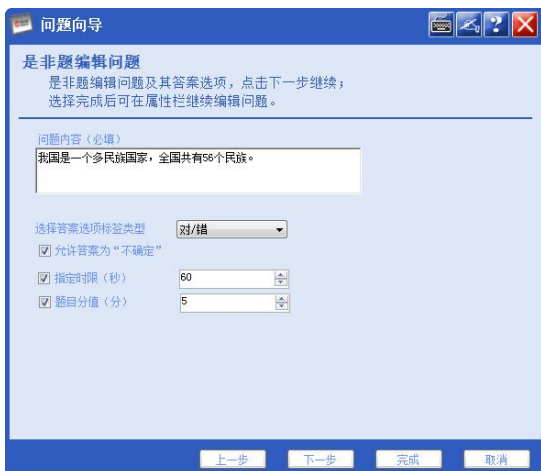 问题向导
是非题编辑问题
是非题编辑问题及其答案选项，点击下一步继续；
选择完成后可在属性栏继续编辑问题。
问题内容（必填）
我国是一个多民族国家，全国共有56个民族。
选择答案选项标签类型 对/错
允许答案为“不确定”
指定时限（秒） 60
题目分值（分） 5
上一步 下一步 完成 取消